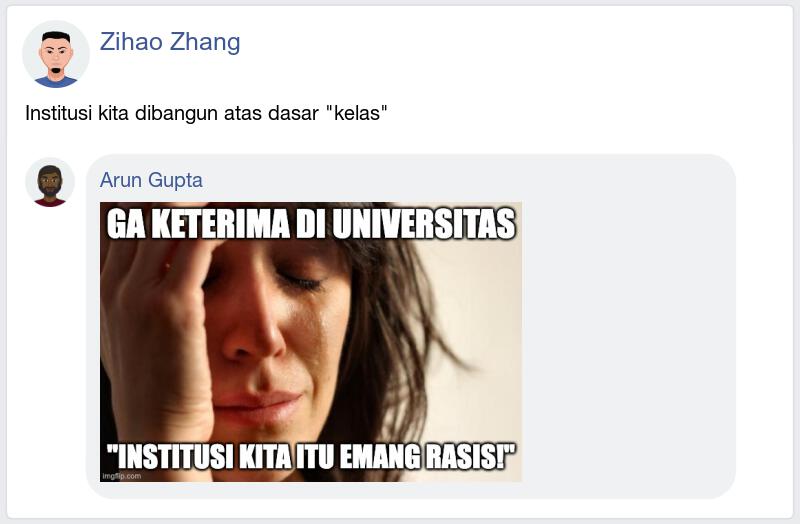 Zihao Zhang
Institusi kita dibangun atas dasar "kelas"
Arun Gupta
GA KETERIMA DI UNIVERSITAS
"INSTITUSI KITA ITU EMANG RASIS!"
imgflip.com